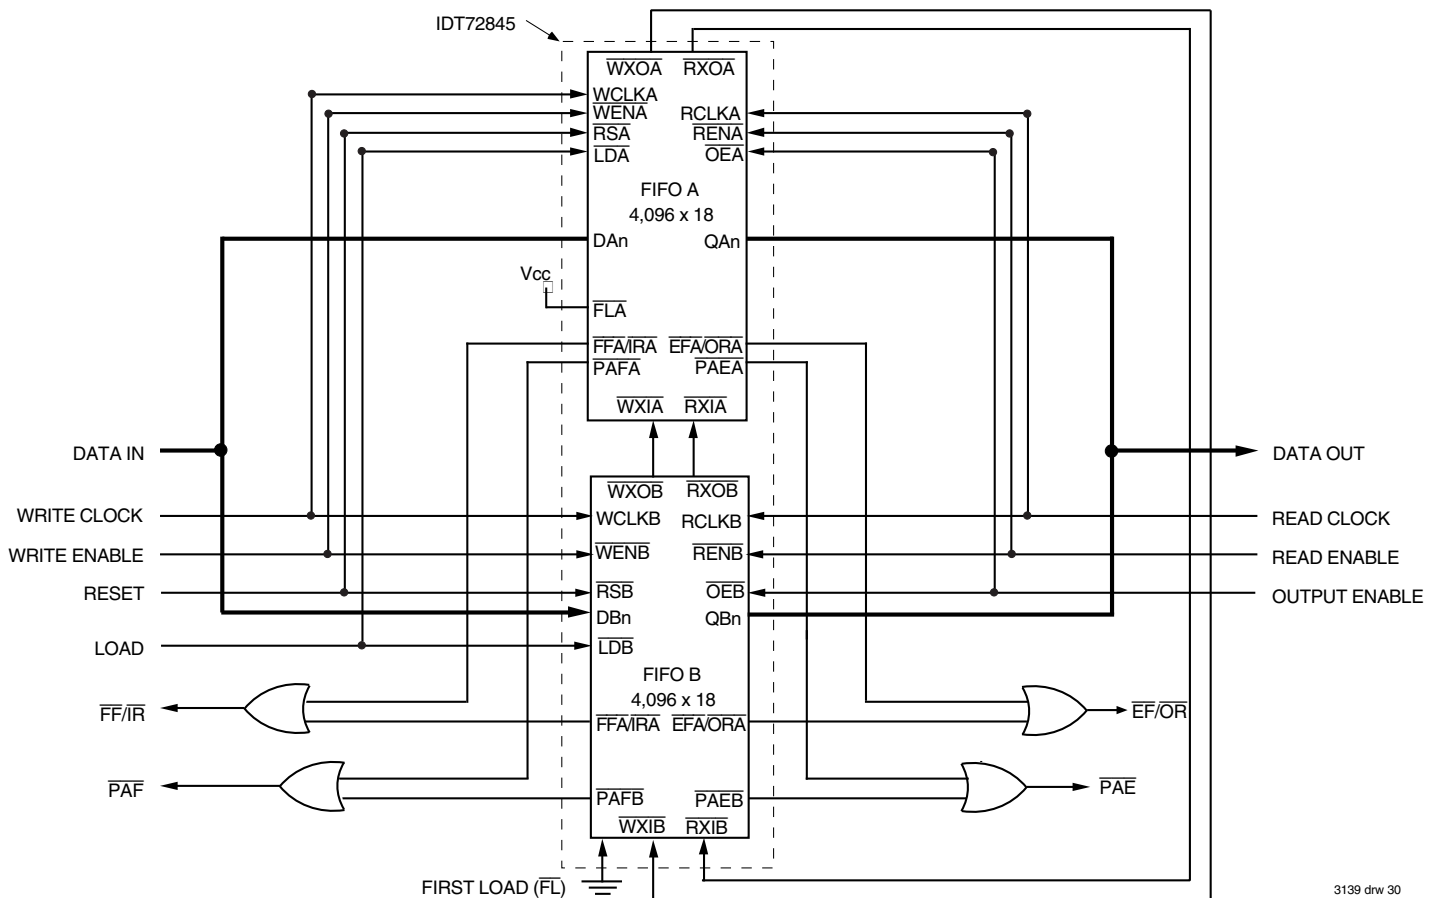 IDT72845
WXOA RXOA
WCLKA
WENA RCLKA
RSA RENA
LDA OEA
FIFO A
4,096 x 18
DAn QAn
Vcc
FLA
FFA/IRA EFA/ORA
PAFA PAEA
WXIA RXIA
DATA IN DATA OUT
WXOB RXOB
WRITE CLOCK WCLKB RCLKB READ CLOCK
WRITE ENABLE WENB RENB READ ENABLE
RESET RSB OEB OUTPUT ENABLE
DBn QBn
LOAD LDB
FIFO B
4,096 x 18
FF/IR FFA/IRA EFA/ORA EF/OR
PAF PAFB PAEB PAE
WXIB RXIB
FIRST LOAD (FL)
3139 drw 30